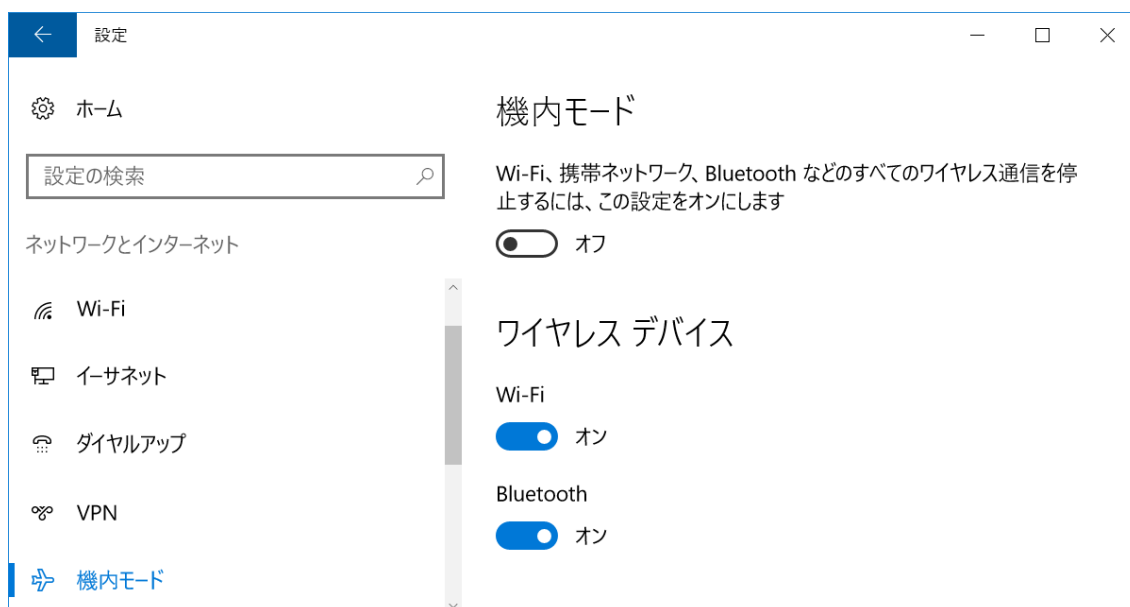 設定
ホーム
設定の検索
ネットワークとインターネット
Wi-Fi
イーサネット
ダイヤルアップ
VPN
機内モード
機内モード
Wi-Fi、携帯ネットワーク、Bluetooth などのすべてのワイヤレス通信を停
止するには、この設定をオンにします
オフ
ワイヤレス デバイス
Wi-Fi
オン
Bluetooth
オン